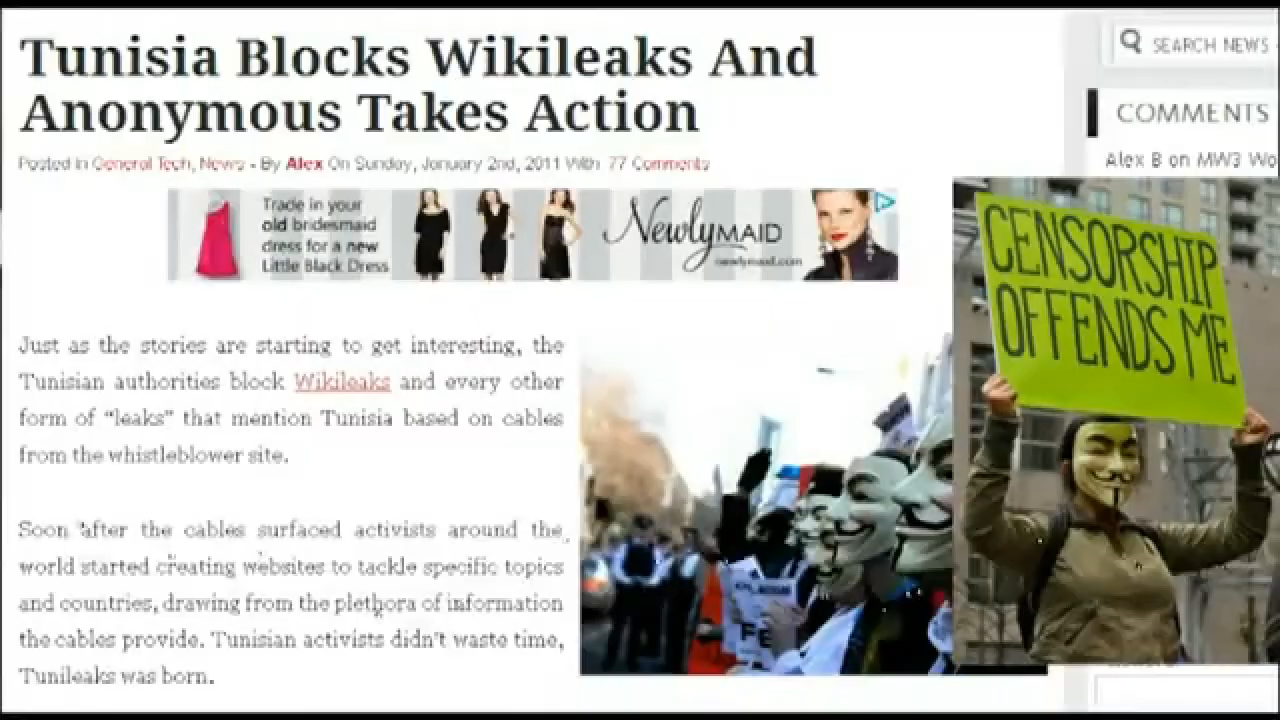 Tunisia Blocks Wikileaks And
Anonymous Takes Action
Posted In General Tech, News - By Alex On Sunday, January 2nd, 2011 With 77 Comments
SEARCH NEWS
COMMENTS
Alex B on MW3 Wo
Trade in your
old bridesmaid
dress for a new
Little Black Dress
NewlyMAID
newlymaid.com
CENSORSHIP
OFFENDS ME
Just as the stories are starting to get interesting, the
Tunisian authorities block Wikileaks and every other
form of “leaks” that mention Tunisia based on cables
from the whistleblower site.
Soon after the cables surfaced activists around the
world started creating websites to tackle specific topics
and countries, drawing from the plethora of information
the cables provide. Tunisian activists didn't waste time,
Tunileaks was born.